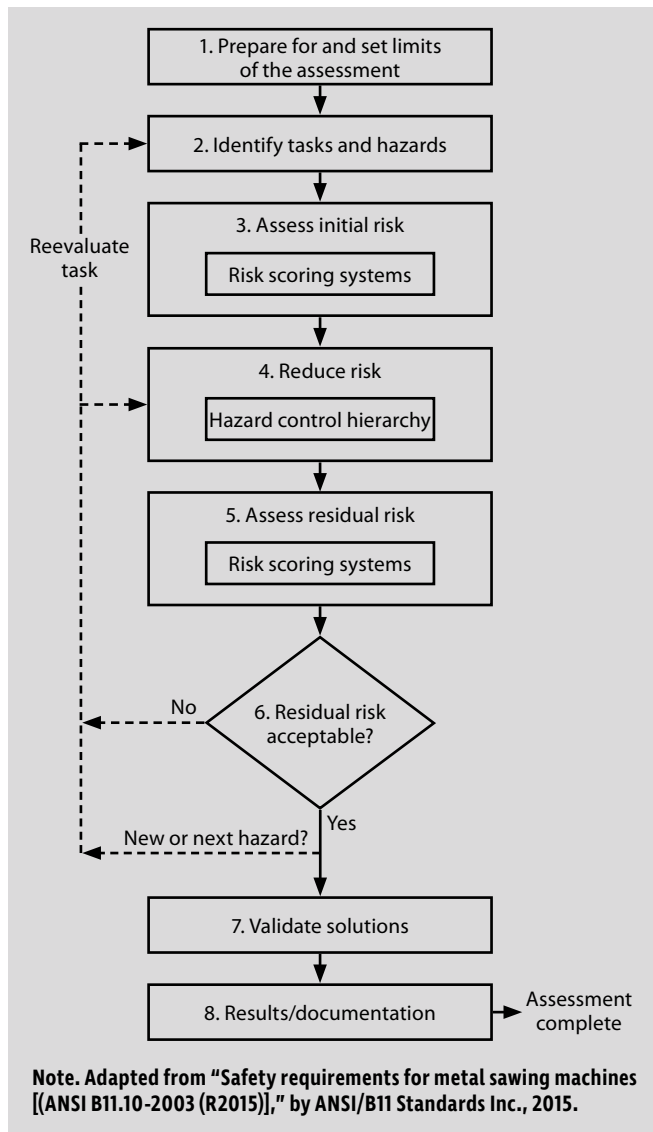 1. Prepare for and set limits
of the assessment
2. Identify tasks and hazards
Reevaluate
task
3. Assess initial risk
Risk scoring systems
4. Reduce risk
Hazard control hierarchy
5. Assess residual risk
Risk scoring systems
No
6. Residual risk
acceptable?
Yes
New or next hazard?
7. Validate solutions
8. Results/documentation
Assessment
complete
Note. Adapted from “Safety requirements for metal sawing machines
[(ANSI B11.10-2003 (R2015)],” by ANSI/B11 Standards Inc., 2015.